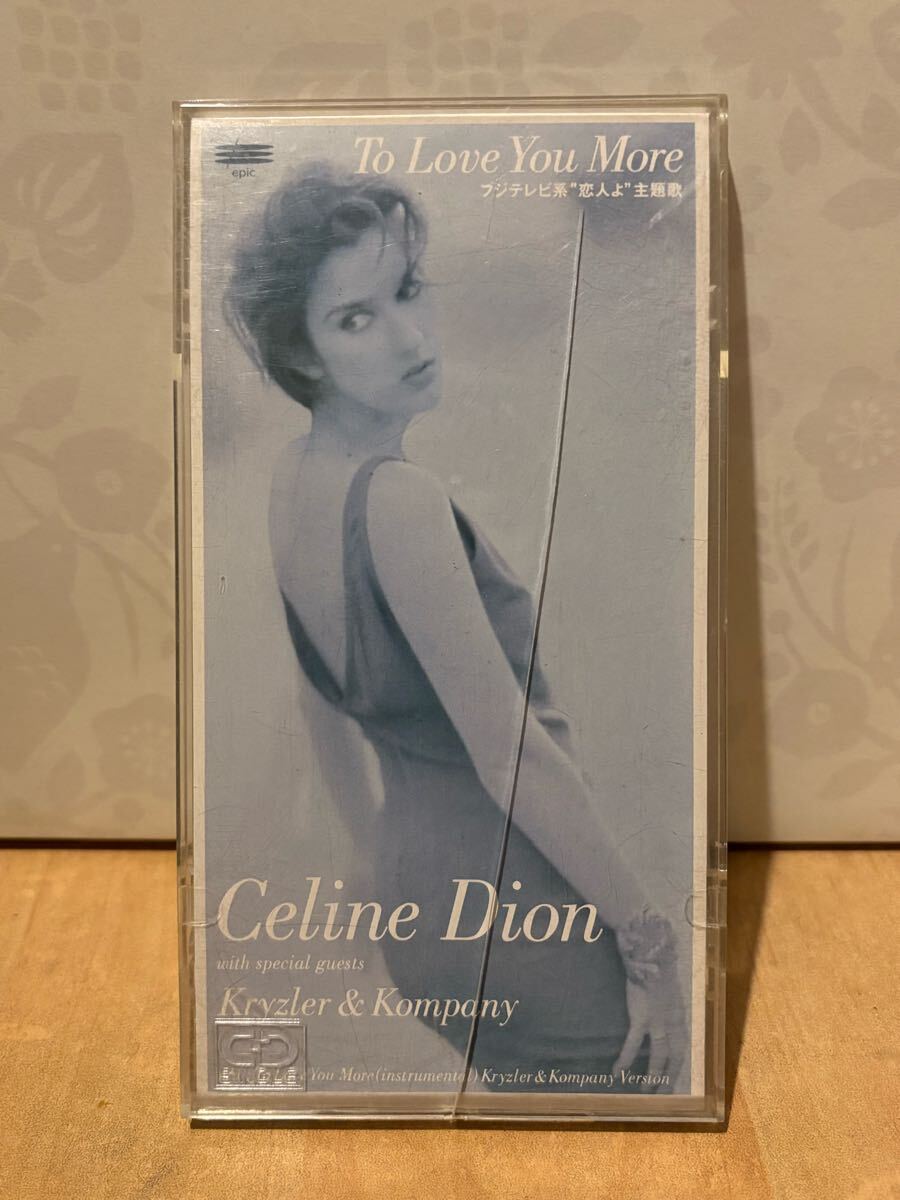 epic
To Love You More
フジテレビ系"恋人よ"主題歌
Celine Dion
with special guests
Kryzler & Kompany
SINGLE
You More (instrumental) Kryzler & Kompany Version